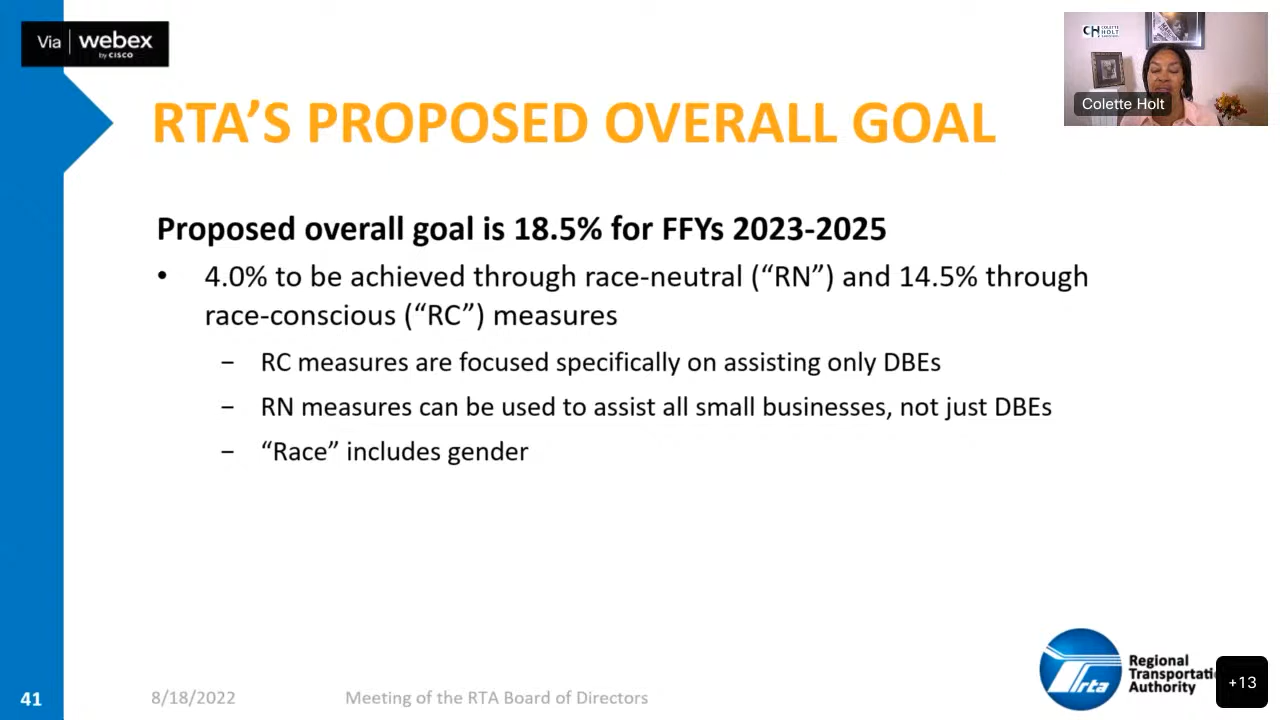 Via webex
by CISCO
CH COLETTE
HOLT
Colette Holt
RTA'S PROPOSED OVERALL GOAL
Proposed overall goal is 18.5% for FFYs 2023-2025
• 4.0% to be achieved through race-neutral (“RN”) and 14.5% through
race-conscious (“RC”) measures
− RC measures are focused specifically on assisting only DBEs
− RN measures can be used to assist all small businesses, not just DBEs
− “Race” includes gender
rta
Regional
Transportati
Authority
+13
41
8/18/2022
Meeting of the RTA Board of Directors